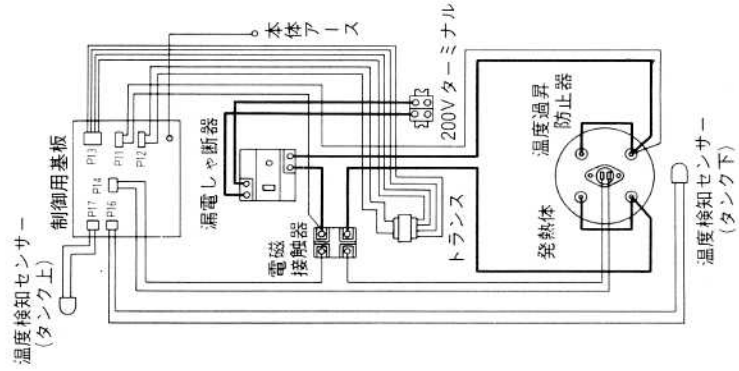 温度検知センサー
(タンク上)
制御用基板
P17
P16
P14
P13
P11
P12
本体アース
漏電しゃ断器
200Vターミナル
電磁
接触器
トランス
温度過昇
防止器
発熱体
温度検知センサー
(タンク下)